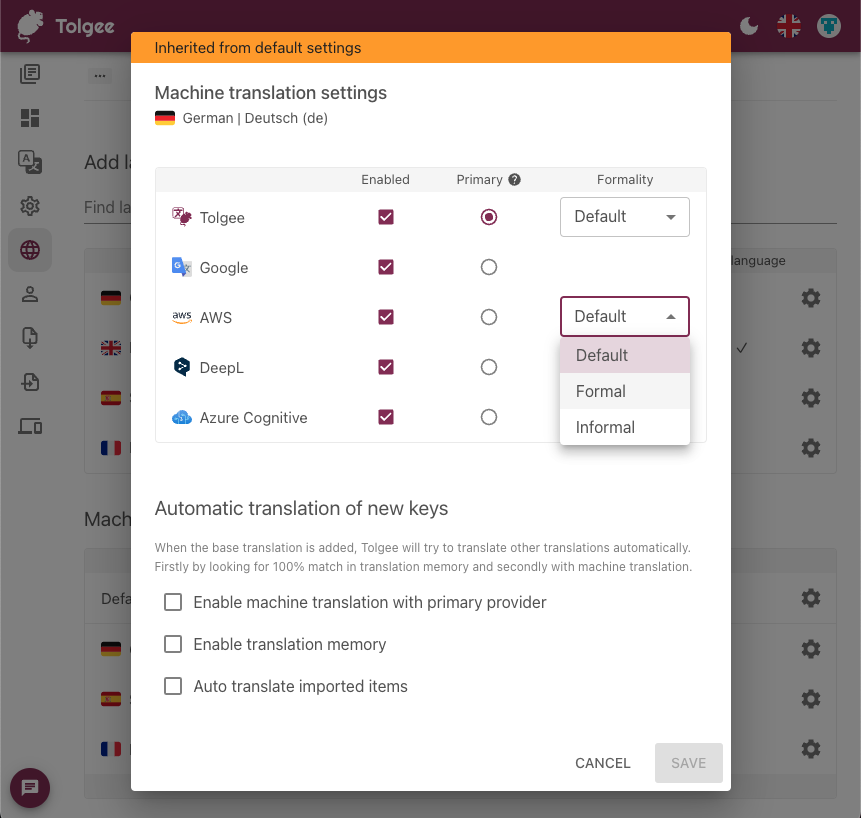 Tolgee
Inherited from default settings
...
Machine translation settings
German | Deutsch (de)
Add la
Find la
language
Enabled Primary Formality
Tolgee Default
Google
AWS Default
Default
DeepL
Formal
Azure Cognitive
Informal
Mach
Automatic translation of new keys
When the base translation is added, Tolgee will try to translate other translations automatically.
Firstly by looking for 100% match in translation memory and secondly with machine translation.
Defa
Enable machine translation with primary provider
Enable translation memory
Auto translate imported items
CANCEL SAVE